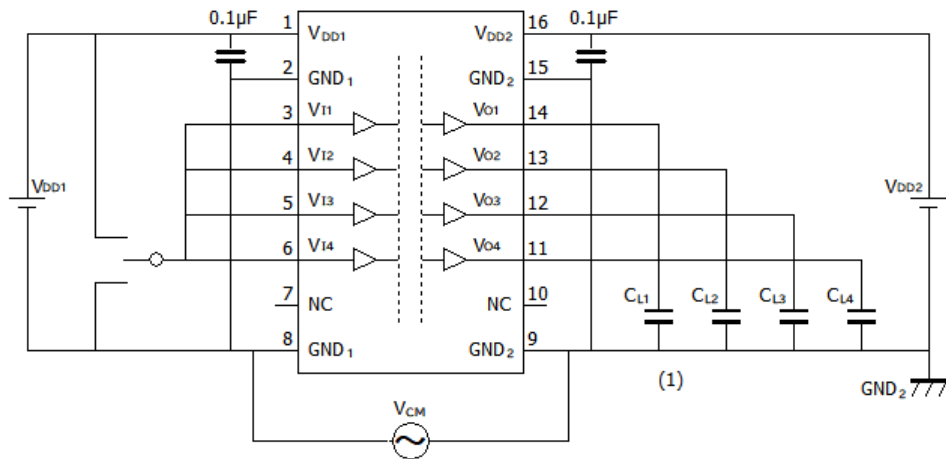 0.1μF 1 16 0.1μF
VDD1 VDD2
2 15
GND1 GND2
3 14
VI1 VO1
4 13
VI2 VO2
VDD1 VDD2
5 12
VI3 VO3
6 11
VI4 VO4
7 10
NC NC
CL1 CL2 CL3 CL4
8 9
GND1 GND2
(1)
GND2
VCM